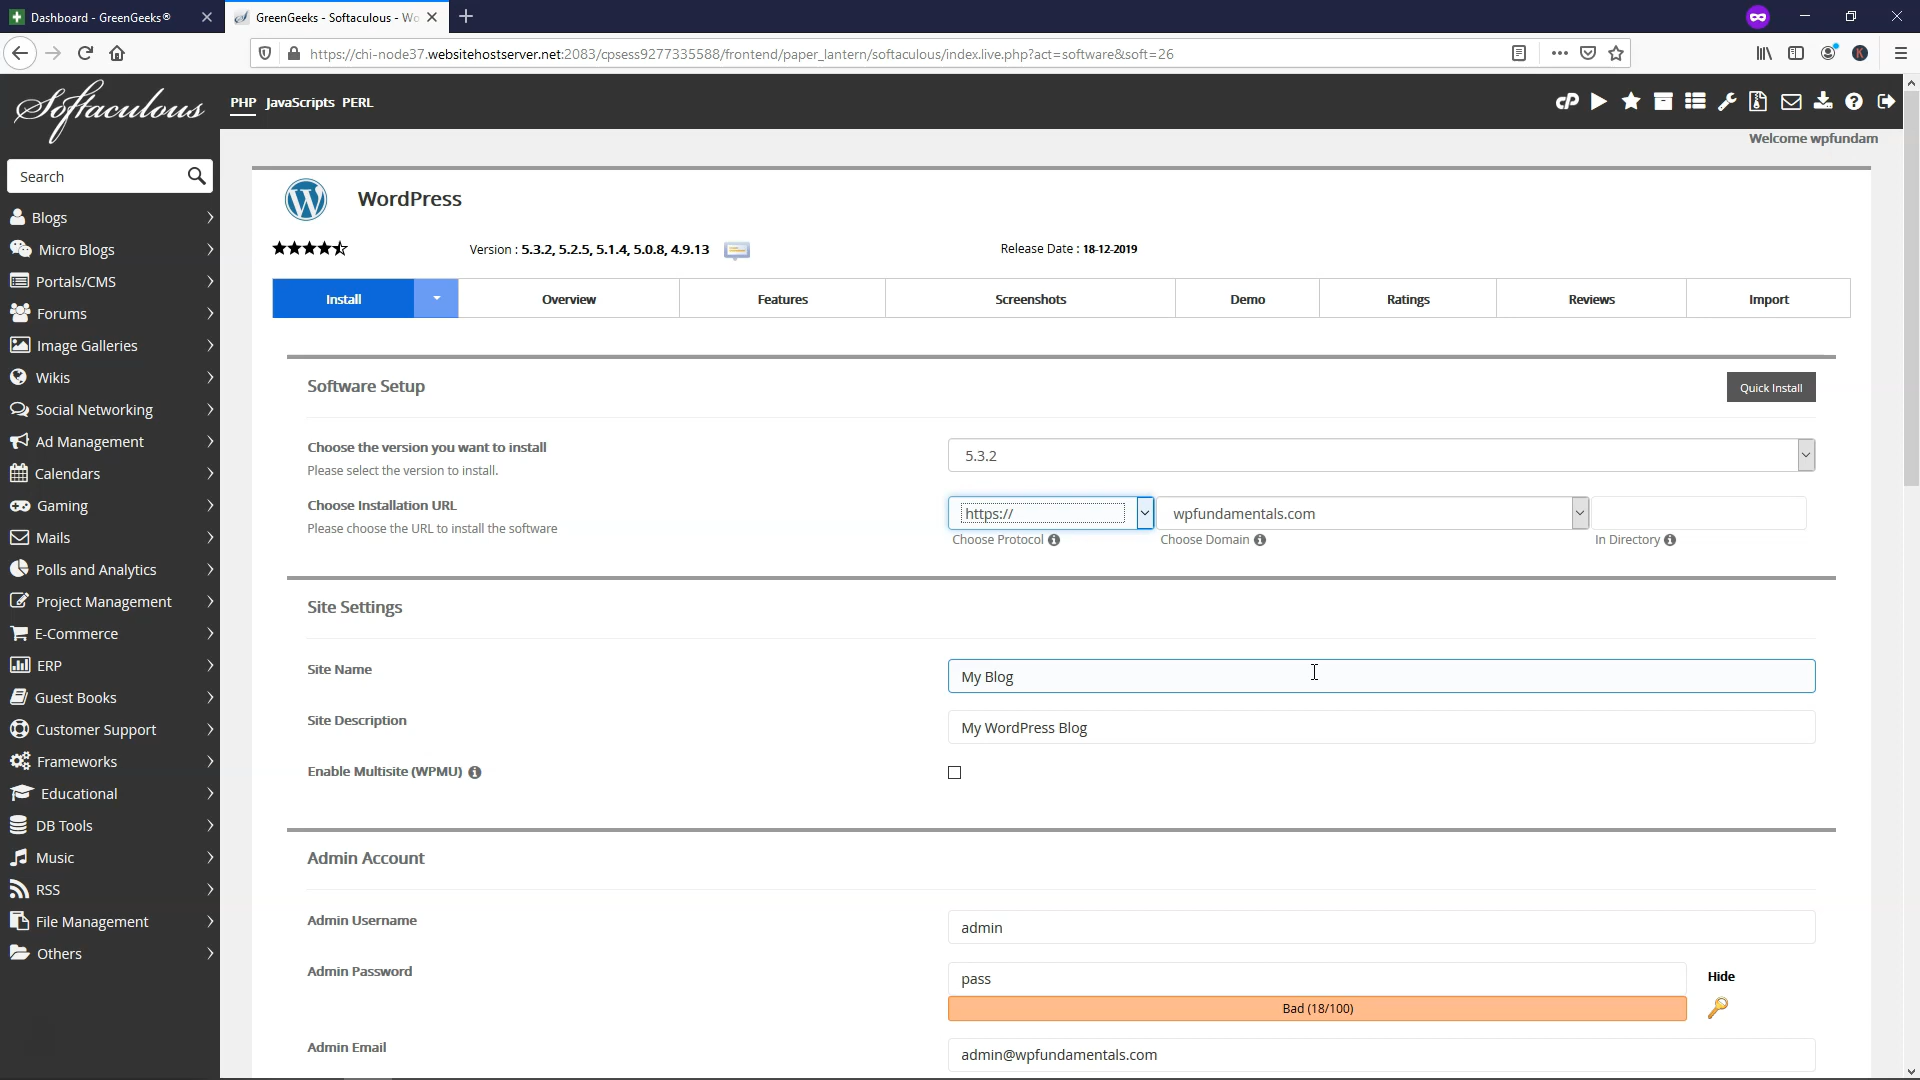 Dashboard - GreenGeeks®
GreenGeeks - Softaculous - Wo
https://chi-node37.websitehostserver.net:2083/cpsess9277335588/frontend/paper_lantern/softaculous/index.live.php?act=software&soft=26
Softaculous
PHP JavaScripts PERL
Welcome wpfundam
Search
Blogs
Micro Blogs
Portals/CMS
Forums
Image Galleries
Wikis
Social Networking
Ad Management
Calendars
Gaming
Mails
Polls and Analytics
Project Management
E-Commerce
ERP
Guest Books
Customer Support
Frameworks
Educational
DB Tools
Music
RSS
File Management
Others
WordPress
Version : 5.3.2, 5.2.5, 5.1.4, 5.0.8, 4.9.13
Release Date : 18-12-2019
Install Overview Features Screenshots Demo Ratings Reviews Import
Software Setup
Quick Install
Choose the version you want to install
Please select the version to install.
5.3.2
Choose Installation URL
Please choose the URL to install the software
https:// wpfundamentals.com
Choose Protocol Choose Domain In Directory
Site Settings
Site Name
My Blog
Site Description
My WordPress Blog
Enable Multisite (WPMU)
Admin Account
Admin Username
admin
Admin Password
pass
Hide
Bad (18/100)
Admin Email
admin@wpfundamentals.com